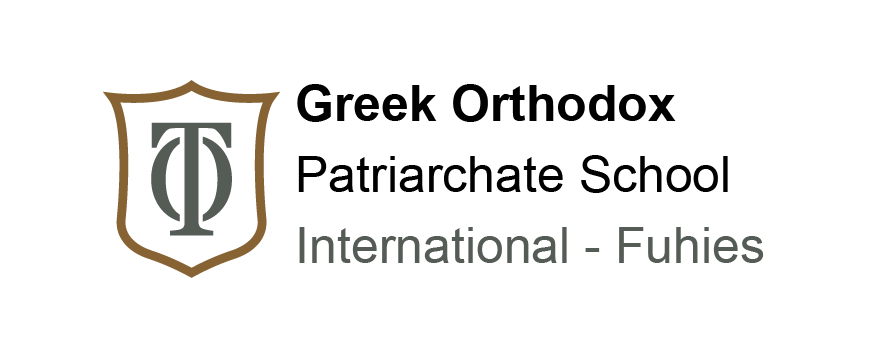 Greek Orthodox
Patriarchate School
International - Fuhies